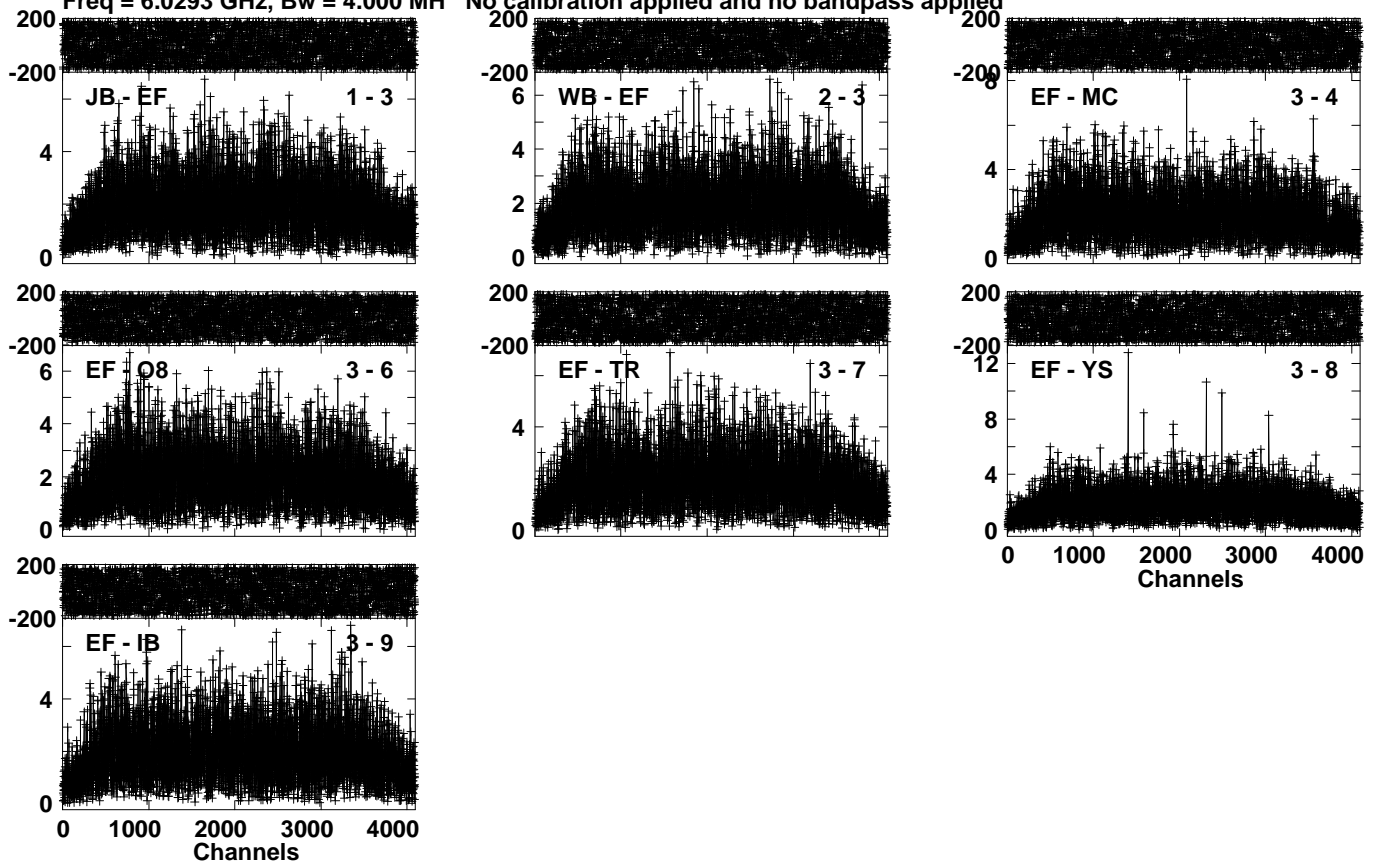 Freq = 6.0293 GHz, Bw = 4.000 MH No calibration applied and no bandpass applied
200 200 200
-200 -200 -200
JB - EF 1 - 3 WB - EF 2 - 3 EF - MC 3 - 4
4 6 8
0 4 4
2 0
0
200 200 200
-200 -200 -200
EF - O8 3 - 6 EF - TR 3 - 7 EF - YS 3 - 8
6 4 12
4 0 8
2 4
0 0
0 1000 2000 3000 4000
Channels
200
-200
EF - IB 3 - 9
4
0
0 1000 2000 3000 4000
Channels